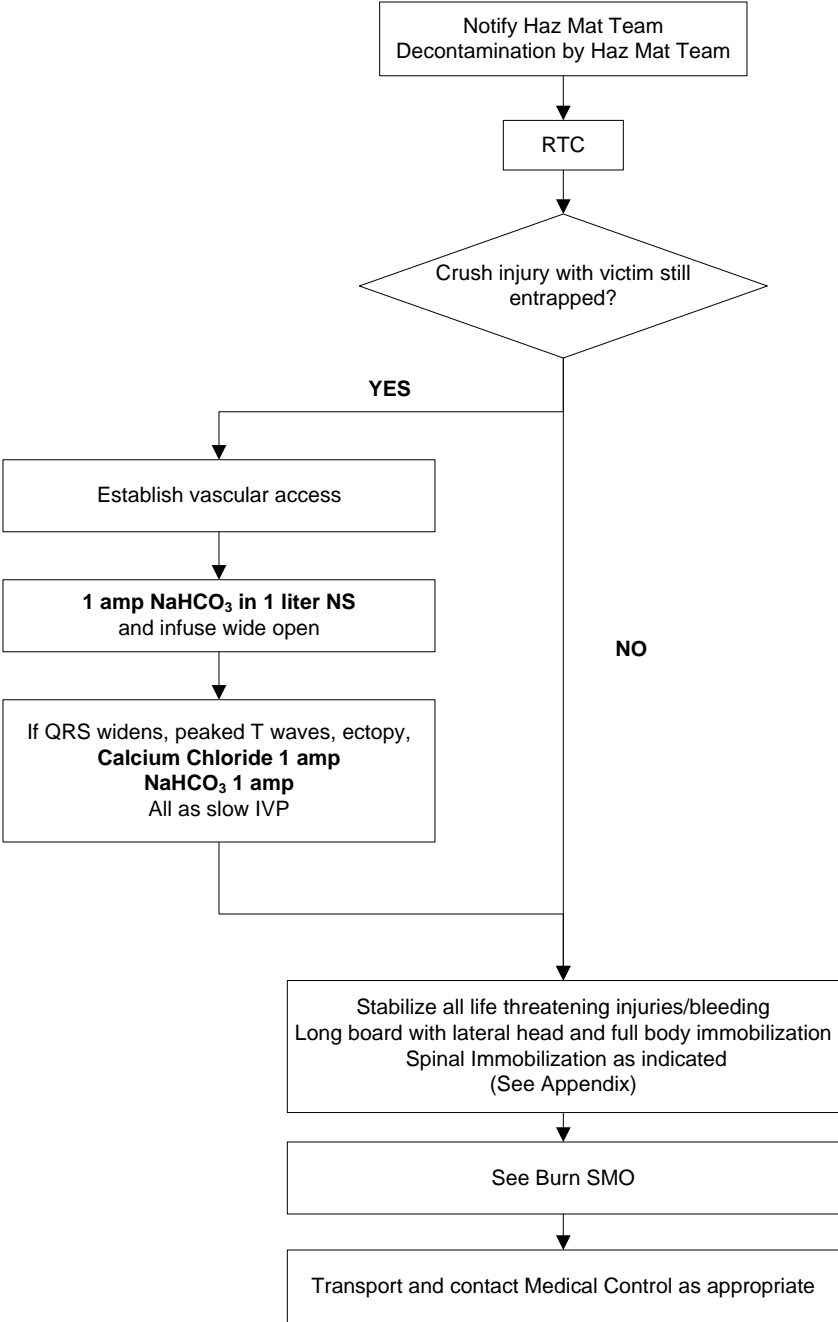 Notify Haz Mat Team
Decontamination by Haz Mat Team
RTC
Crush injury with victim still
entrapped?
YES
Establish vascular access
1 amp NaHCO₃ in 1 liter NS
and infuse wide open
NO
If QRS widens, peaked T waves, ectopy,
Calcium Chloride 1 amp
NaHCO₃ 1 amp
All as slow IVP
Stabilize all life threatening injuries/bleeding
Long board with lateral head and full body immobilization
Spinal Immobilization as indicated
(See Appendix)
See Burn SMO
Transport and contact Medical Control as appropriate